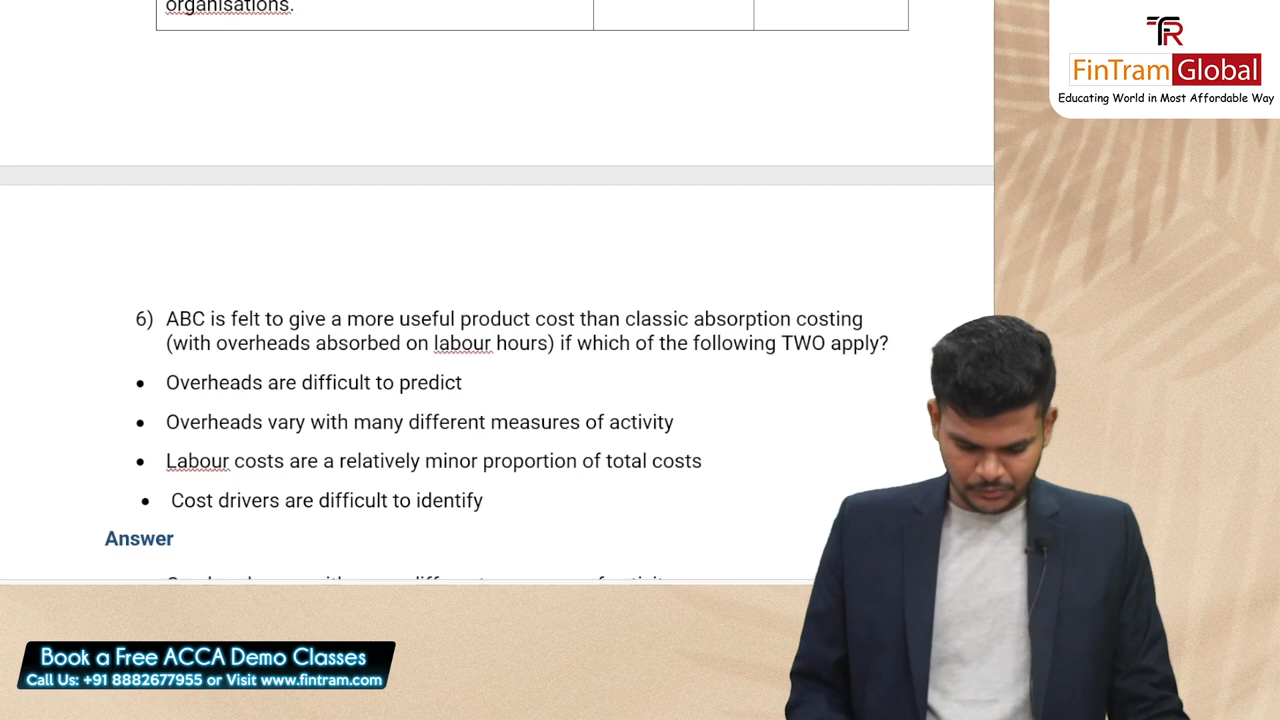 organisations.
TR
FinTram Global
Educating World in Most Affordable Way
6) ABC is felt to give a more useful product cost than classic absorption costing
(with overheads absorbed on labour hours) if which of the following TWO apply?
• Overheads are difficult to predict
• Overheads vary with many different measures of activity
• Labour costs are a relatively minor proportion of total costs
• Cost drivers are difficult to identify
Answer
Book a Free ACCA Demo Classes
Call Us: +91 8882677955 or Visit www.fintram.com